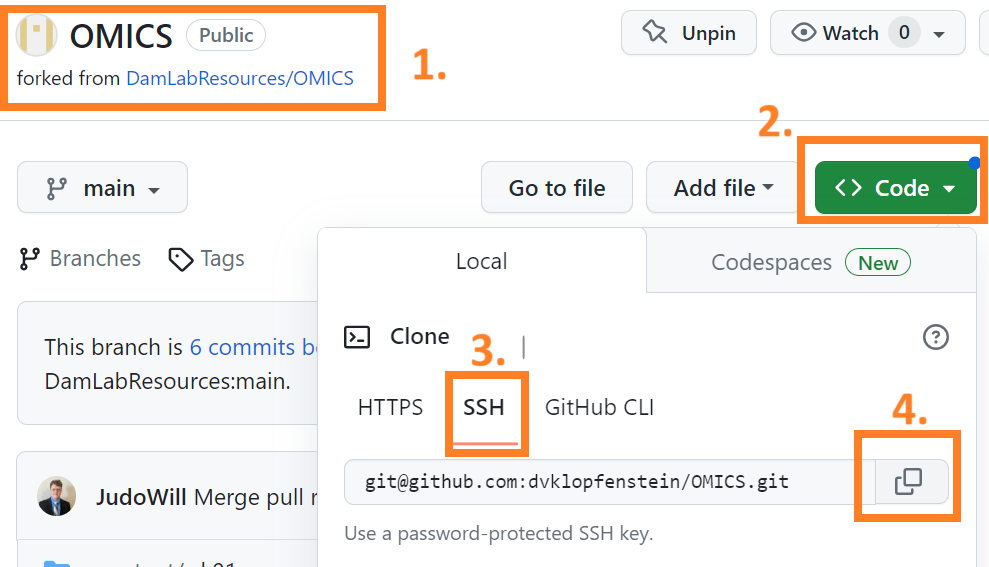 OMICS Public
forked from DamLabResources/OMICS
1.
Unpin
Watch 0
2.
main
Go to file
Add file
Code
Branches
Tags
Local
Codespaces New
This branch is 6 commits
DamLabResources:main.
Clone
3.
HTTPS
SSH
GitHub CLI
4.
git@github.com:dvklopfenstein/OMICS.git
Use a password-protected SSH key.
JudoWill Merge pull